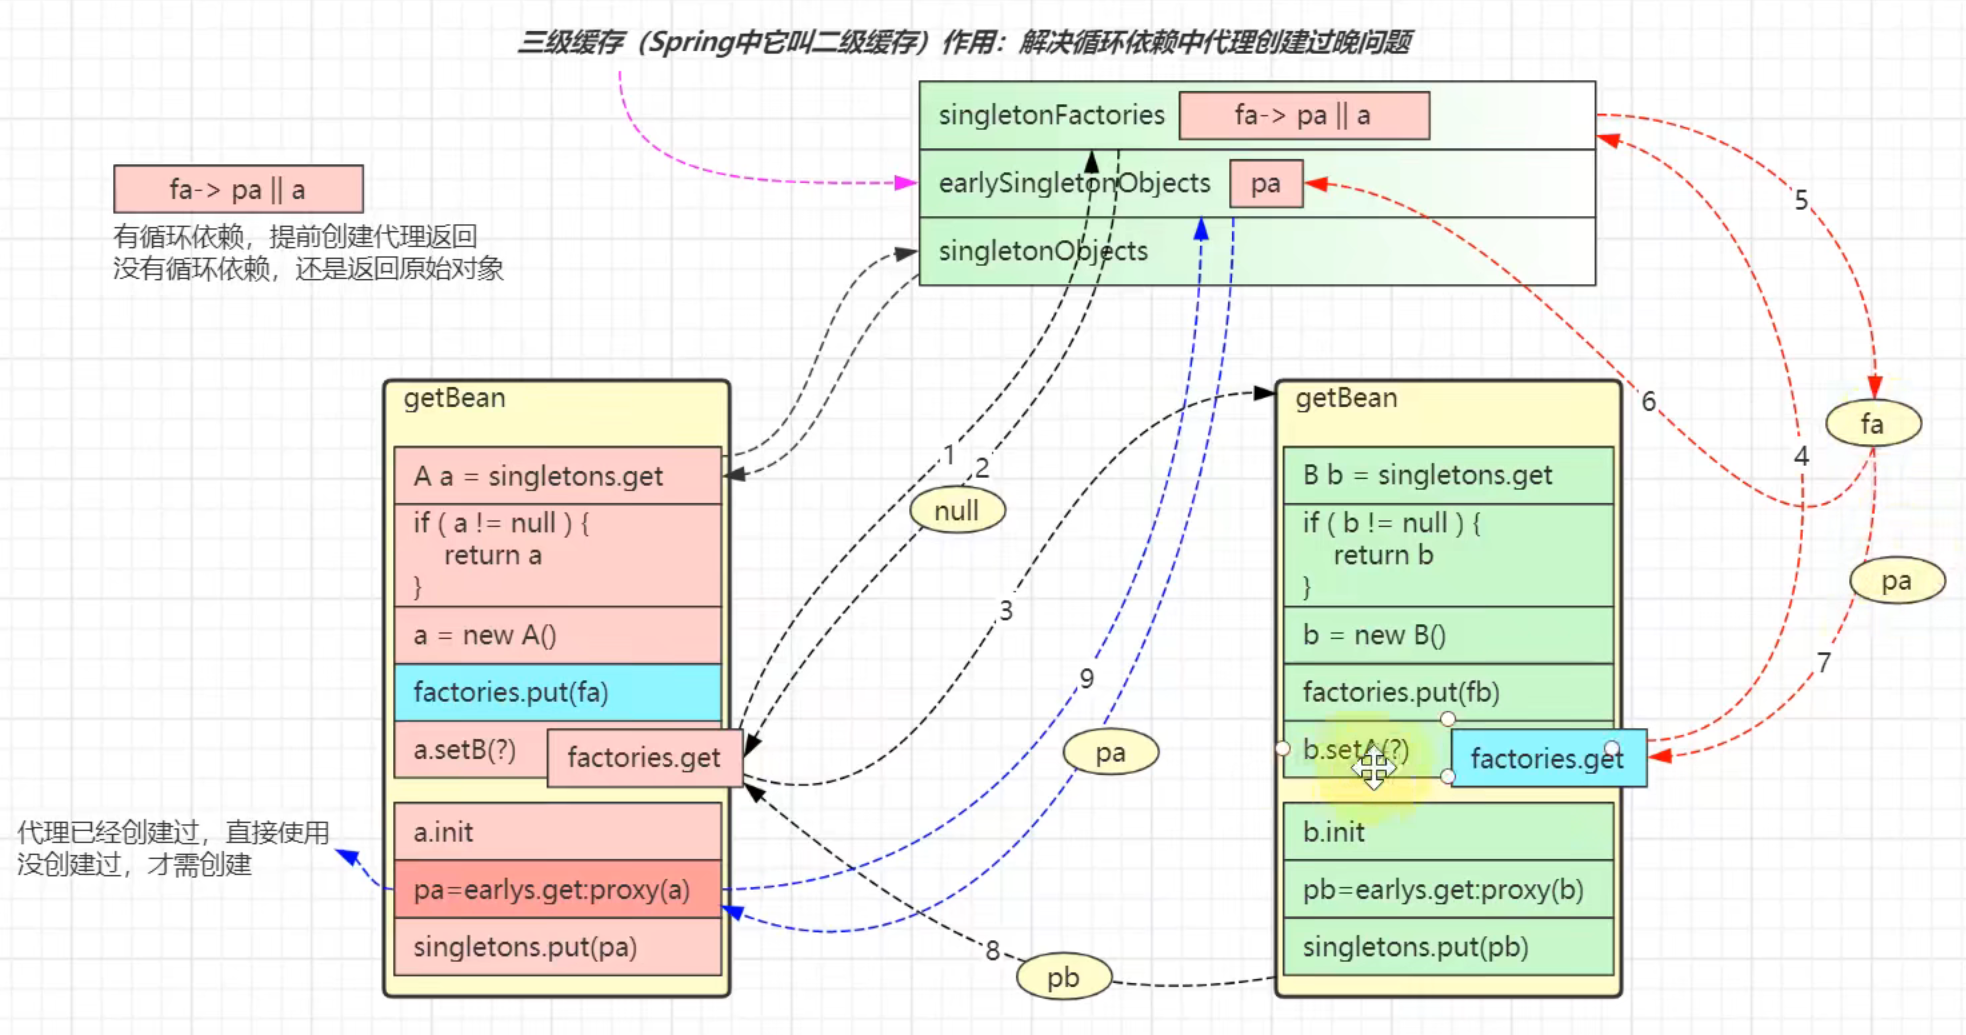 三级缓存（Spring中它叫二级缓存）作用：解决循环依赖中代理创建过晚问题
singletonFactories
fa-> pa || a
earlySingletonObjects
pa
singletonObjects
fa-> pa || a
有循环依赖，提前创建代理返回
没有循环依赖，还是返回原始对象
getBean
A a = singletons.get
if ( a != null ) {
return a
}
a = new A()
factories.put(fa)
a.setB(?)
factories.get
a.init
pa=earlys.get:proxy(a)
singletons.put(pa)
代理已经创建过，直接使用
没创建过，才需创建
1
2
null
3
9
pa
8
pb
getBean
B b = singletons.get
if ( b != null ) {
return b
}
b = new B()
factories.put(fb)
b.setA(?)
factories.get
b.init
pb=earlys.get:proxy(b)
singletons.put(pb)
5
6
fa
4
pa
7